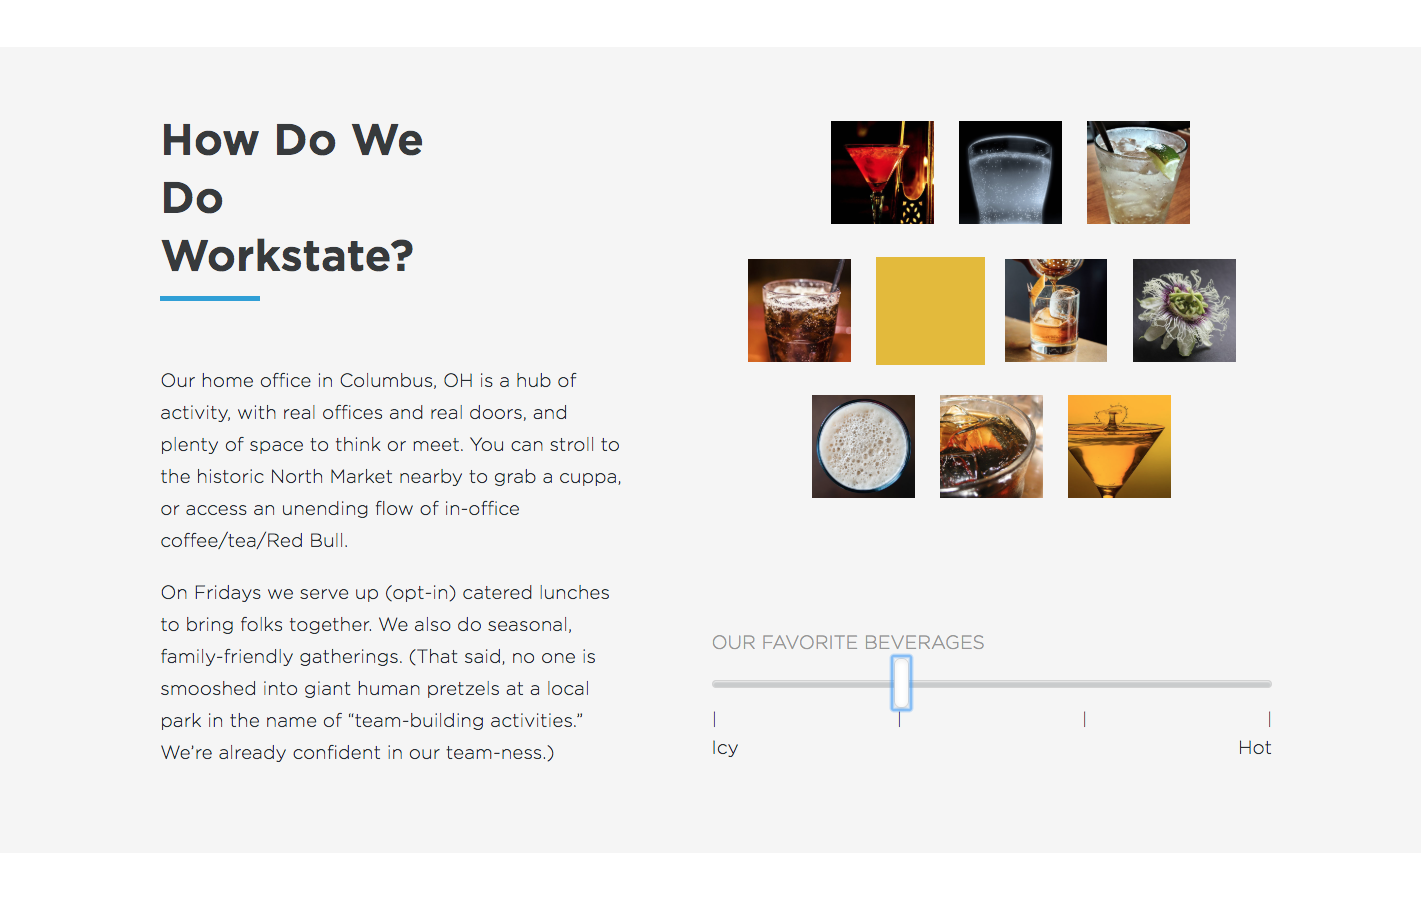 How Do We
Do
Workstate?
Our home office in Columbus, OH is a hub of
activity, with real offices and real doors, and
plenty of space to think or meet. You can stroll to
the historic North Market nearby to grab a cuppa,
or access an unending flow of in-office
coffee/tea/Red Bull.
On Fridays we serve up (opt-in) catered lunches
to bring folks together. We also do seasonal,
family-friendly gatherings. (That said, no one is
smooshed into giant human pretzels at a local
park in the name of “team-building activities.”
We’re already confident in our team-ness.)
OUR FAVORITE BEVERAGES
Icy
Hot